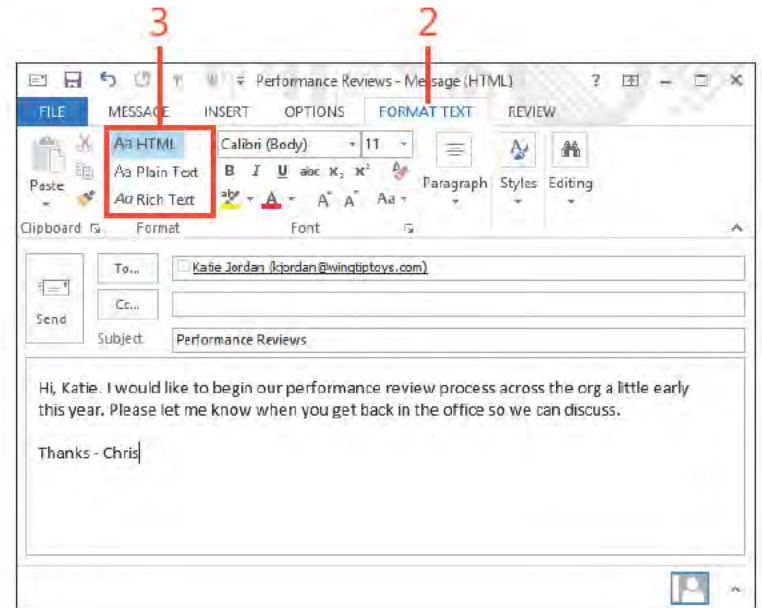 3 2
Performance Reviews - Message (HTML) ?
FILE MESSAGE INSERT OPTIONS FORMAT TEXT REVIEW
Aa HTML Calibri (Body) 11
Aa Plain Text B I U abc X₂ X²
Paste Paragraph Styles Editing
Aa Rich Text aby A A A Aa
Clipboard Format Font
To... Katie Jordan (kjordan@wingtiptoys.com)
Cc...
Send
Subject Performance Reviews
Hi, Katie. I would like to begin our performance review process across the org a little early
this year. Please let me know when you get back in the office so we can discuss.
Thanks - Chris